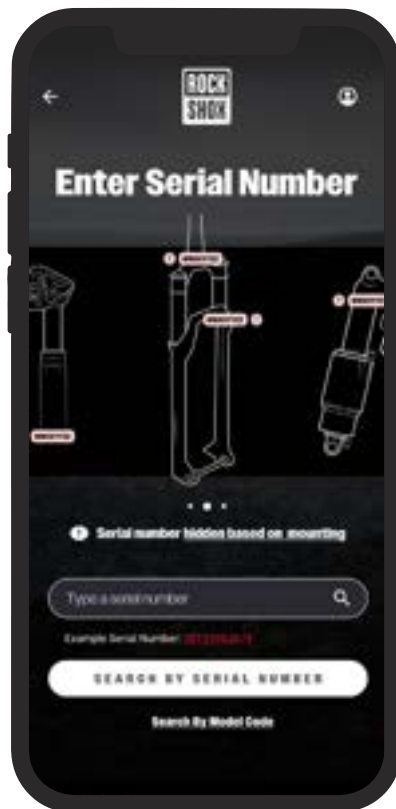 ROCK
SHOX
Enter Serial Number
Serial number hidden based on mounting
Type a serial number
Example Serial Number:
SEARCH BY SERIAL NUMBER
Search By Model Code